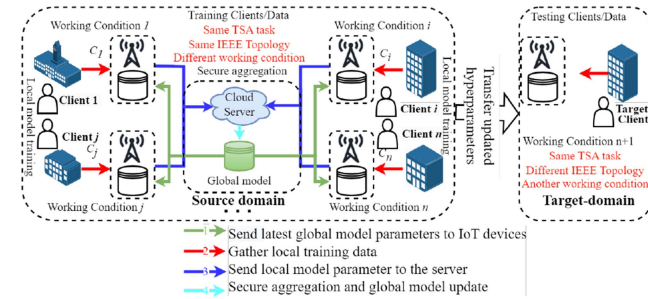 Training Clients/Data
Same TSA task
Same IEEE Topology
Different working condition
Secure aggregation
Working Condition 1
C1
Client 1
Local model training
Client j
Cj
Working Condition j
Cloud
Server
Global model
Source domain
Working Condition i
Ci
Client i
Client n
Cn
Working Condition n
Local model training
Transfer updated
hyperparameters
Testing Clients/Data
Target
Client
Working Condition n+1
Same TSA task
Different IEEE Topology
Another working condition
Target-domain
. . .
1 Send latest global model parameters to IoT devices
2 Gather local training data
3 Send local model parameter to the server
4 Secure aggregation and global model update